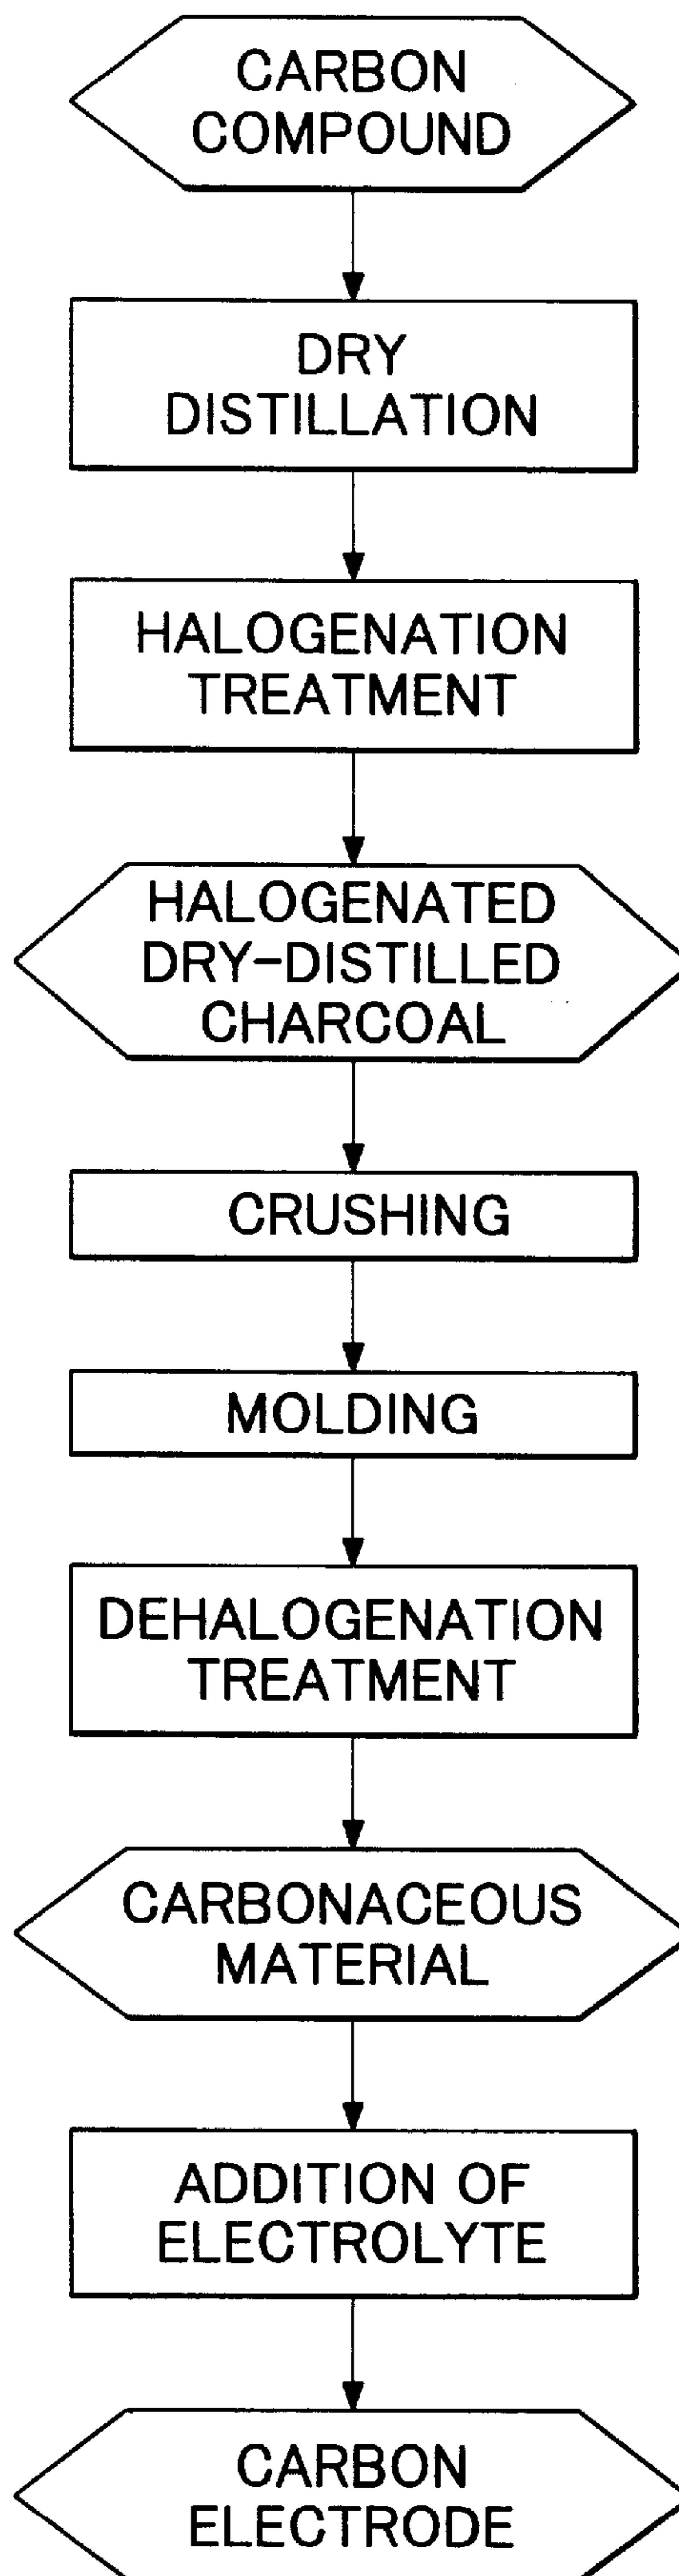 CARBON
COMPOUND
DRY
DISTILLATION
HALOGENATION
TREATMENT
HALOGENATED
DRY-DISTILLED
CHARCOAL
CRUSHING
MOLDING
DEHALOGENATION
TREATMENT
CARBONACEOUS
MATERIAL
ADDITION OF
ELECTROLYTE
CARBON
ELECTRODE